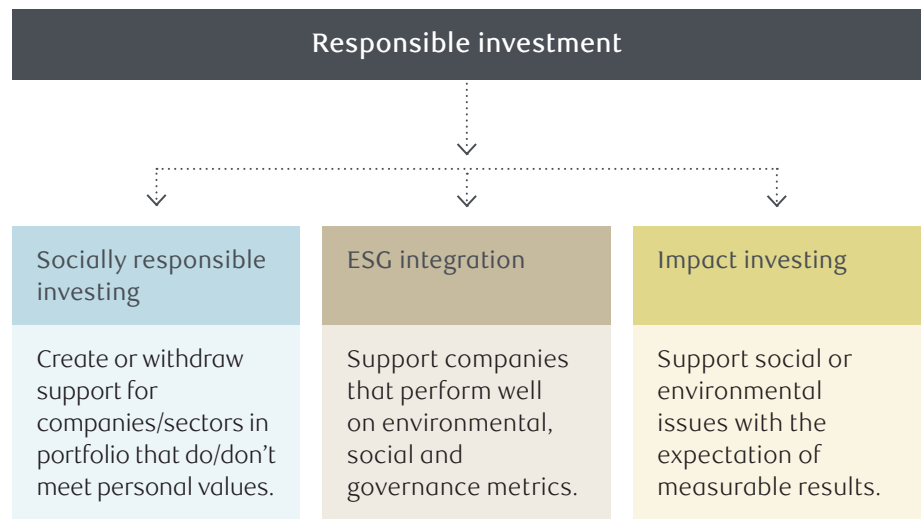 Responsible investment
Socially responsible
investing
Create or withdraw
support for
companies/sectors in
portfolio that do/don’t
meet personal values.
ESG integration
Support companies
that perform well
on environmental,
social and
governance metrics.
Impact investing
Support social or
environmental
issues with the
expectation of
measurable results.